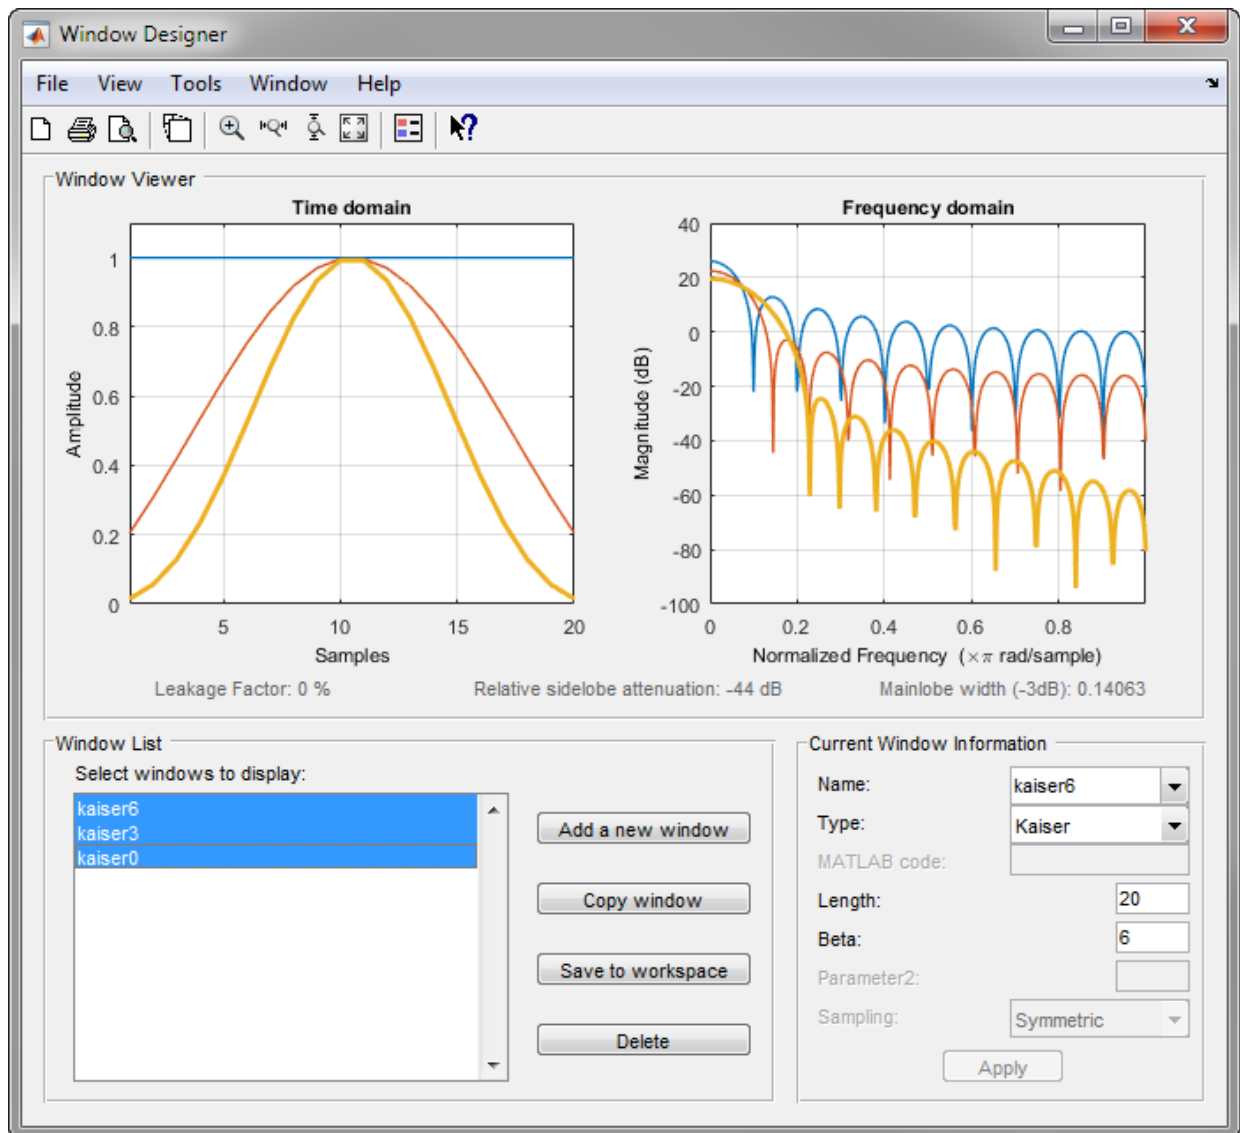 Window Designer
File View Tools Window Help
Window Viewer
Time domain
Amplitude
1
0.8
0.6
0.4
0.2
0
5 10 15 20
Samples
Frequency domain
Magnitude (dB)
40
20
0
-20
-40
-60
-80
-100
0 0.2 0.4 0.6 0.8
Normalized Frequency (×π rad/sample)
Leakage Factor: 0 % Relative sidelobe attenuation: -44 dB Mainlobe width (-3dB): 0.14063
Window List
Select windows to display:
kaiser6
kaiser3
kaiser0
Add a new window
Copy window
Save to workspace
Delete
Current Window Information
Name: kaiser6
Type: Kaiser
MATLAB code:
Length: 20
Beta: 6
Parameter2:
Sampling: Symmetric
Apply